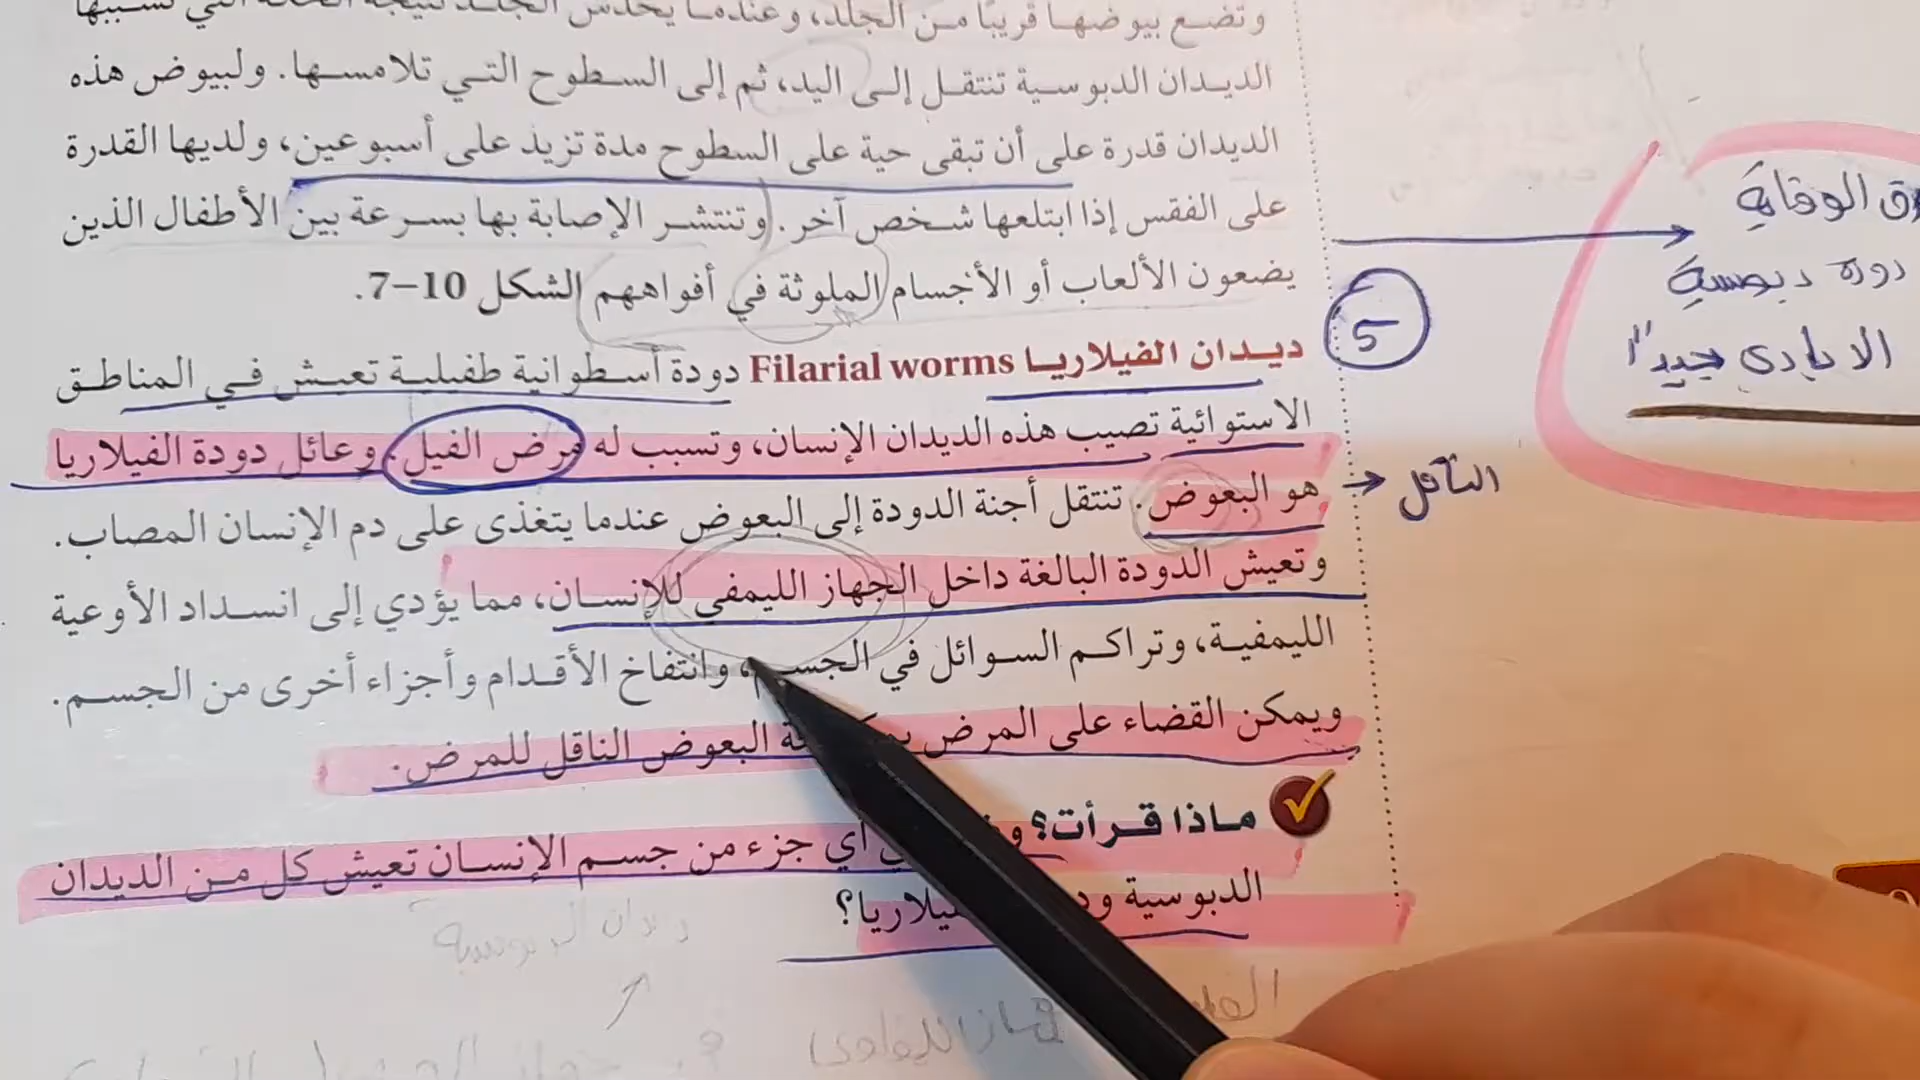 وتضع بيوضها قريبًا من الجلد، وعندما يخدش الجلد نتيجة الحكة التي تسببها
الديدان الدبوسية تنتقل إلى اليد، ثم إلى السطوح التي تلامسها. ولبيوض هذه
الديدان قدرة على أن تبقى حية على السطوح مدة تزيد على أسبوعين، ولديها القدرة
على الفقس إذا ابتلعها شخص آخر. وتنتشر الإصابة بها بسرعة بين الأطفال الذين
يضعون الألعاب أو الأجسام الملوثة في أفواههم الشكل 10-7.
ديدان الفيلاريا Filarial worms دودة أسطوانية طفيلية تعيش في المناطق
الاستوائية تصيب هذه الديدان الإنسان، وتسبب له مرض الفيل. وعائل دودة الفيلاريا
هو البعوض. تنتقل أجنة الدودة إلى البعوض عندما يتغذى على دم الإنسان المصاب.
وتعيش الدودة البالغة داخل الجهاز الليمفي للإنسان، مما يؤدي إلى انسداد الأوعية
الليمفية، وتراكم السوائل في الجسم، وانتفاخ الأقدام وأجزاء أخرى من الجسم.
ويمكن القضاء على المرض البعوض الناقل للمرض.
ماذا قرأت؟ أي جزء من جسم الإنسان تعيش كل من الديدان
الدبوسية
5
الوقاية
دودة دبوسية
الايادي جيدًا